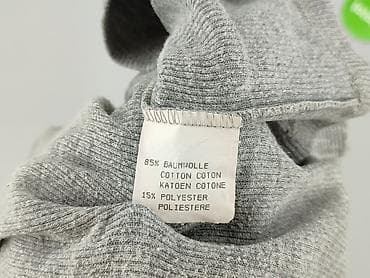 85% BAUMWOLLE
COTTON COTON
KATOEN COTONE
15% POLYESTER
POLIESTERE